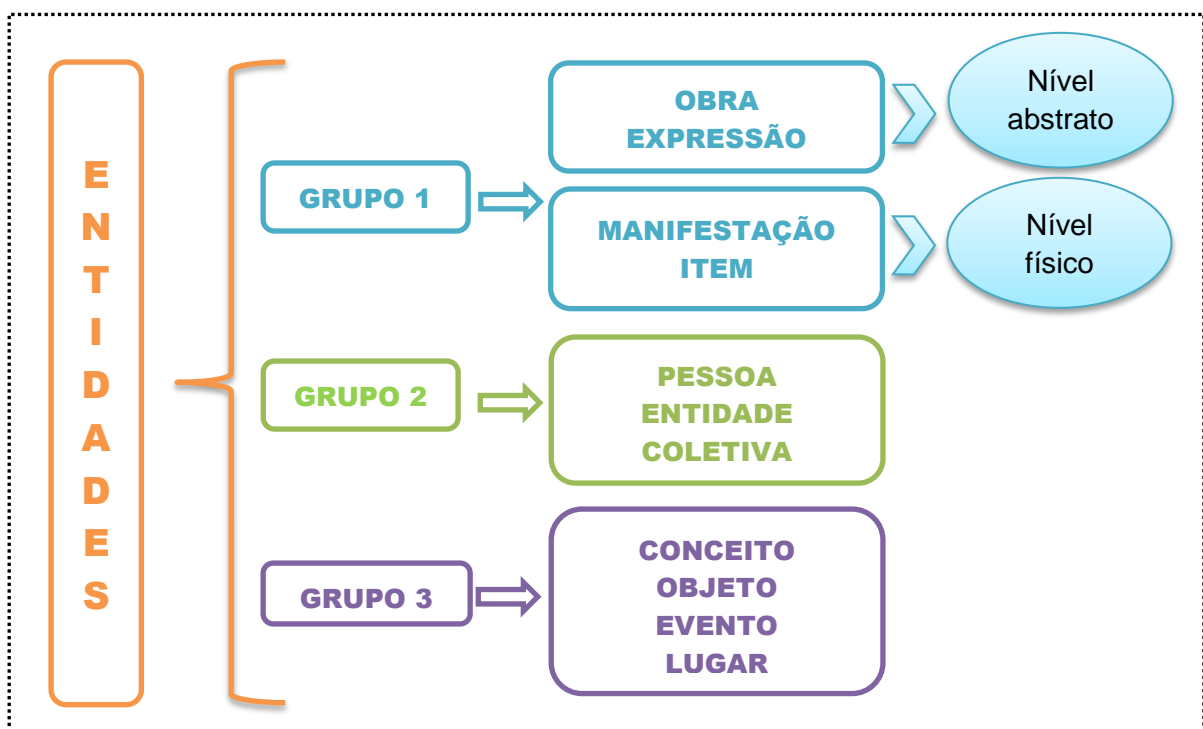 ENTIDADES
GRUPO 1
OBRA
EXPRESSÃO
Nível
abstrato
MANIFESTAÇÃO
ITEM
Nível
físico
GRUPO 2
PESSOA
ENTIDADE
COLETIVA
GRUPO 3
CONCEITO
OBJETO
EVENTO
LUGAR